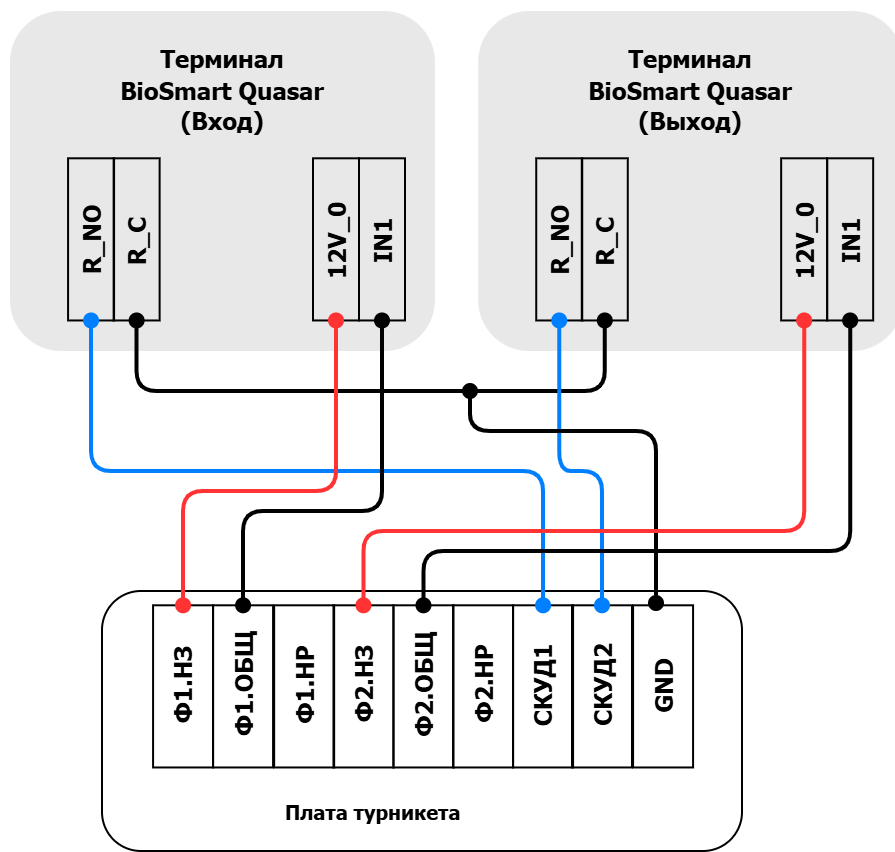 Терминал
BioSmart Quasar
(Вход)
Терминал
BioSmart Quasar
(Выход)
R_NO
R_C
12V_0
IN1
R_NO
R_C
12V_0
IN1
Ф1.НЗ
Ф1.ОБЩ
Ф1.НР
Ф2.НЗ
Ф2.ОБЩ
Ф2.НР
СКУД1
СКУД2
GND
Плата турникета